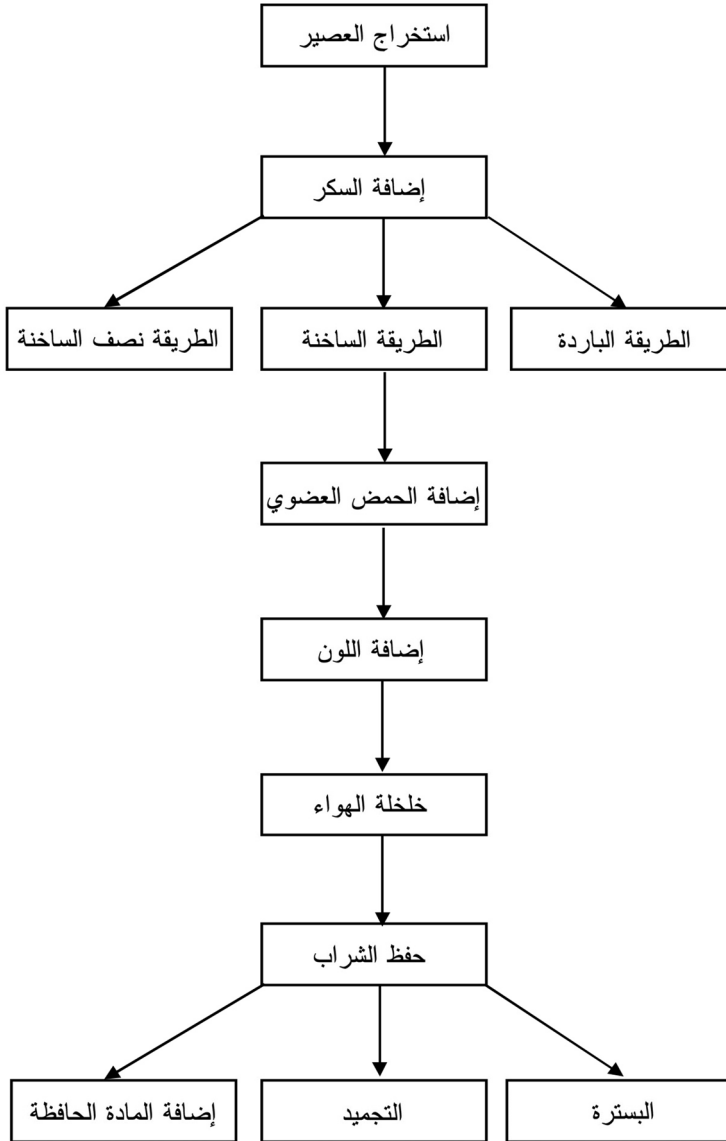 استخراج العصير
إضافة السكر
الطريقة الباردة
الطريقة الساخنة
الطريقة نصف الساخنة
إضافة الحمض العضوي
إضافة اللون
خلخلة الهواء
حفظ الشراب
البسترة
التجميد
إضافة المادة الحافظة